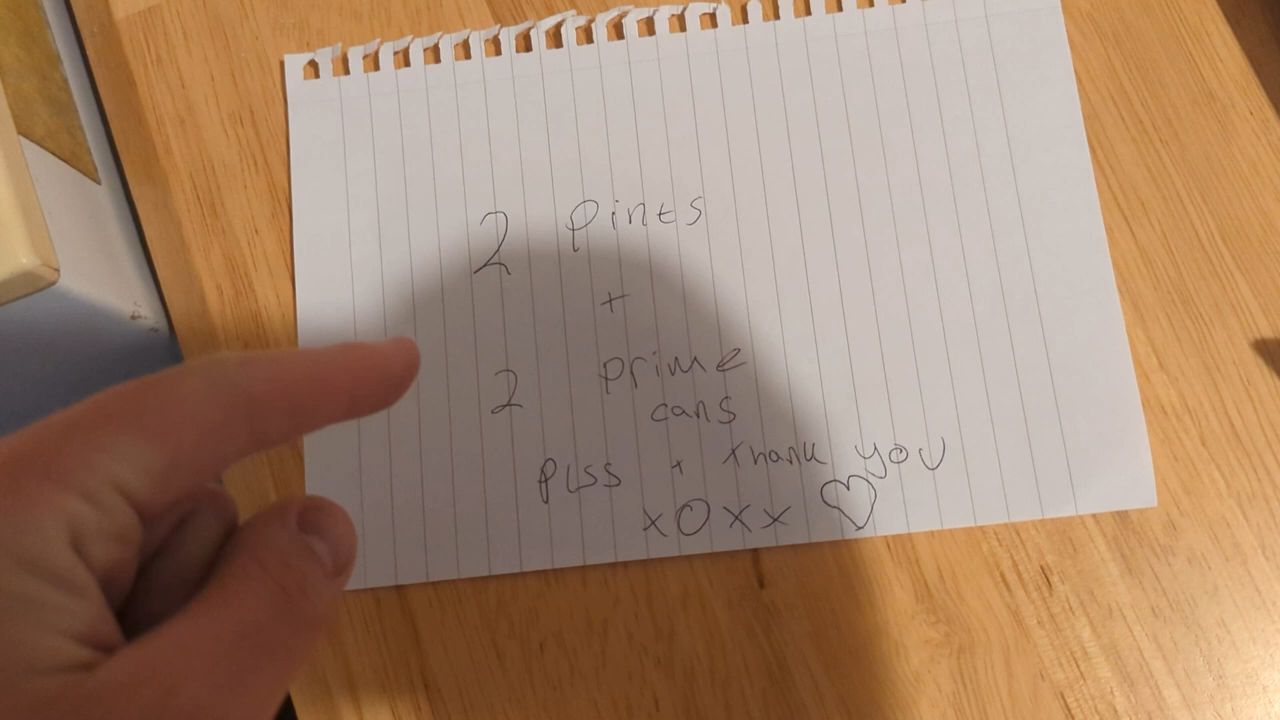 2 pints
+
2 prime
cans
plss + thank you
xOxx ♡